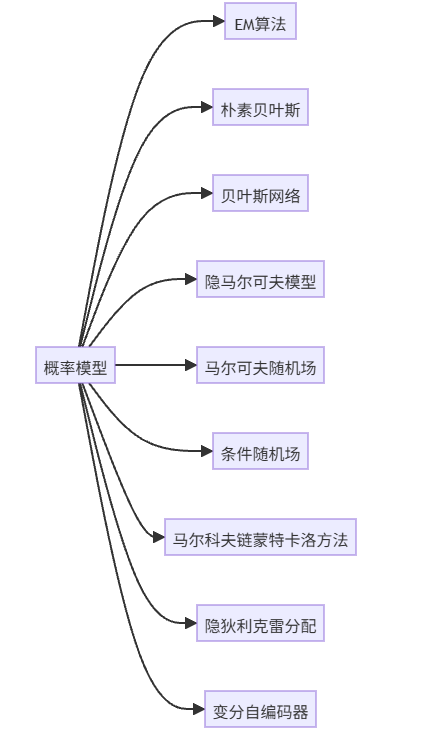 EM算法
朴素贝叶斯
贝叶斯网络
隐马尔可夫模型
概率模型
马尔可夫随机场
条件随机场
马尔科夫链蒙特卡洛方法
隐狄利克雷分配
变分自编码器